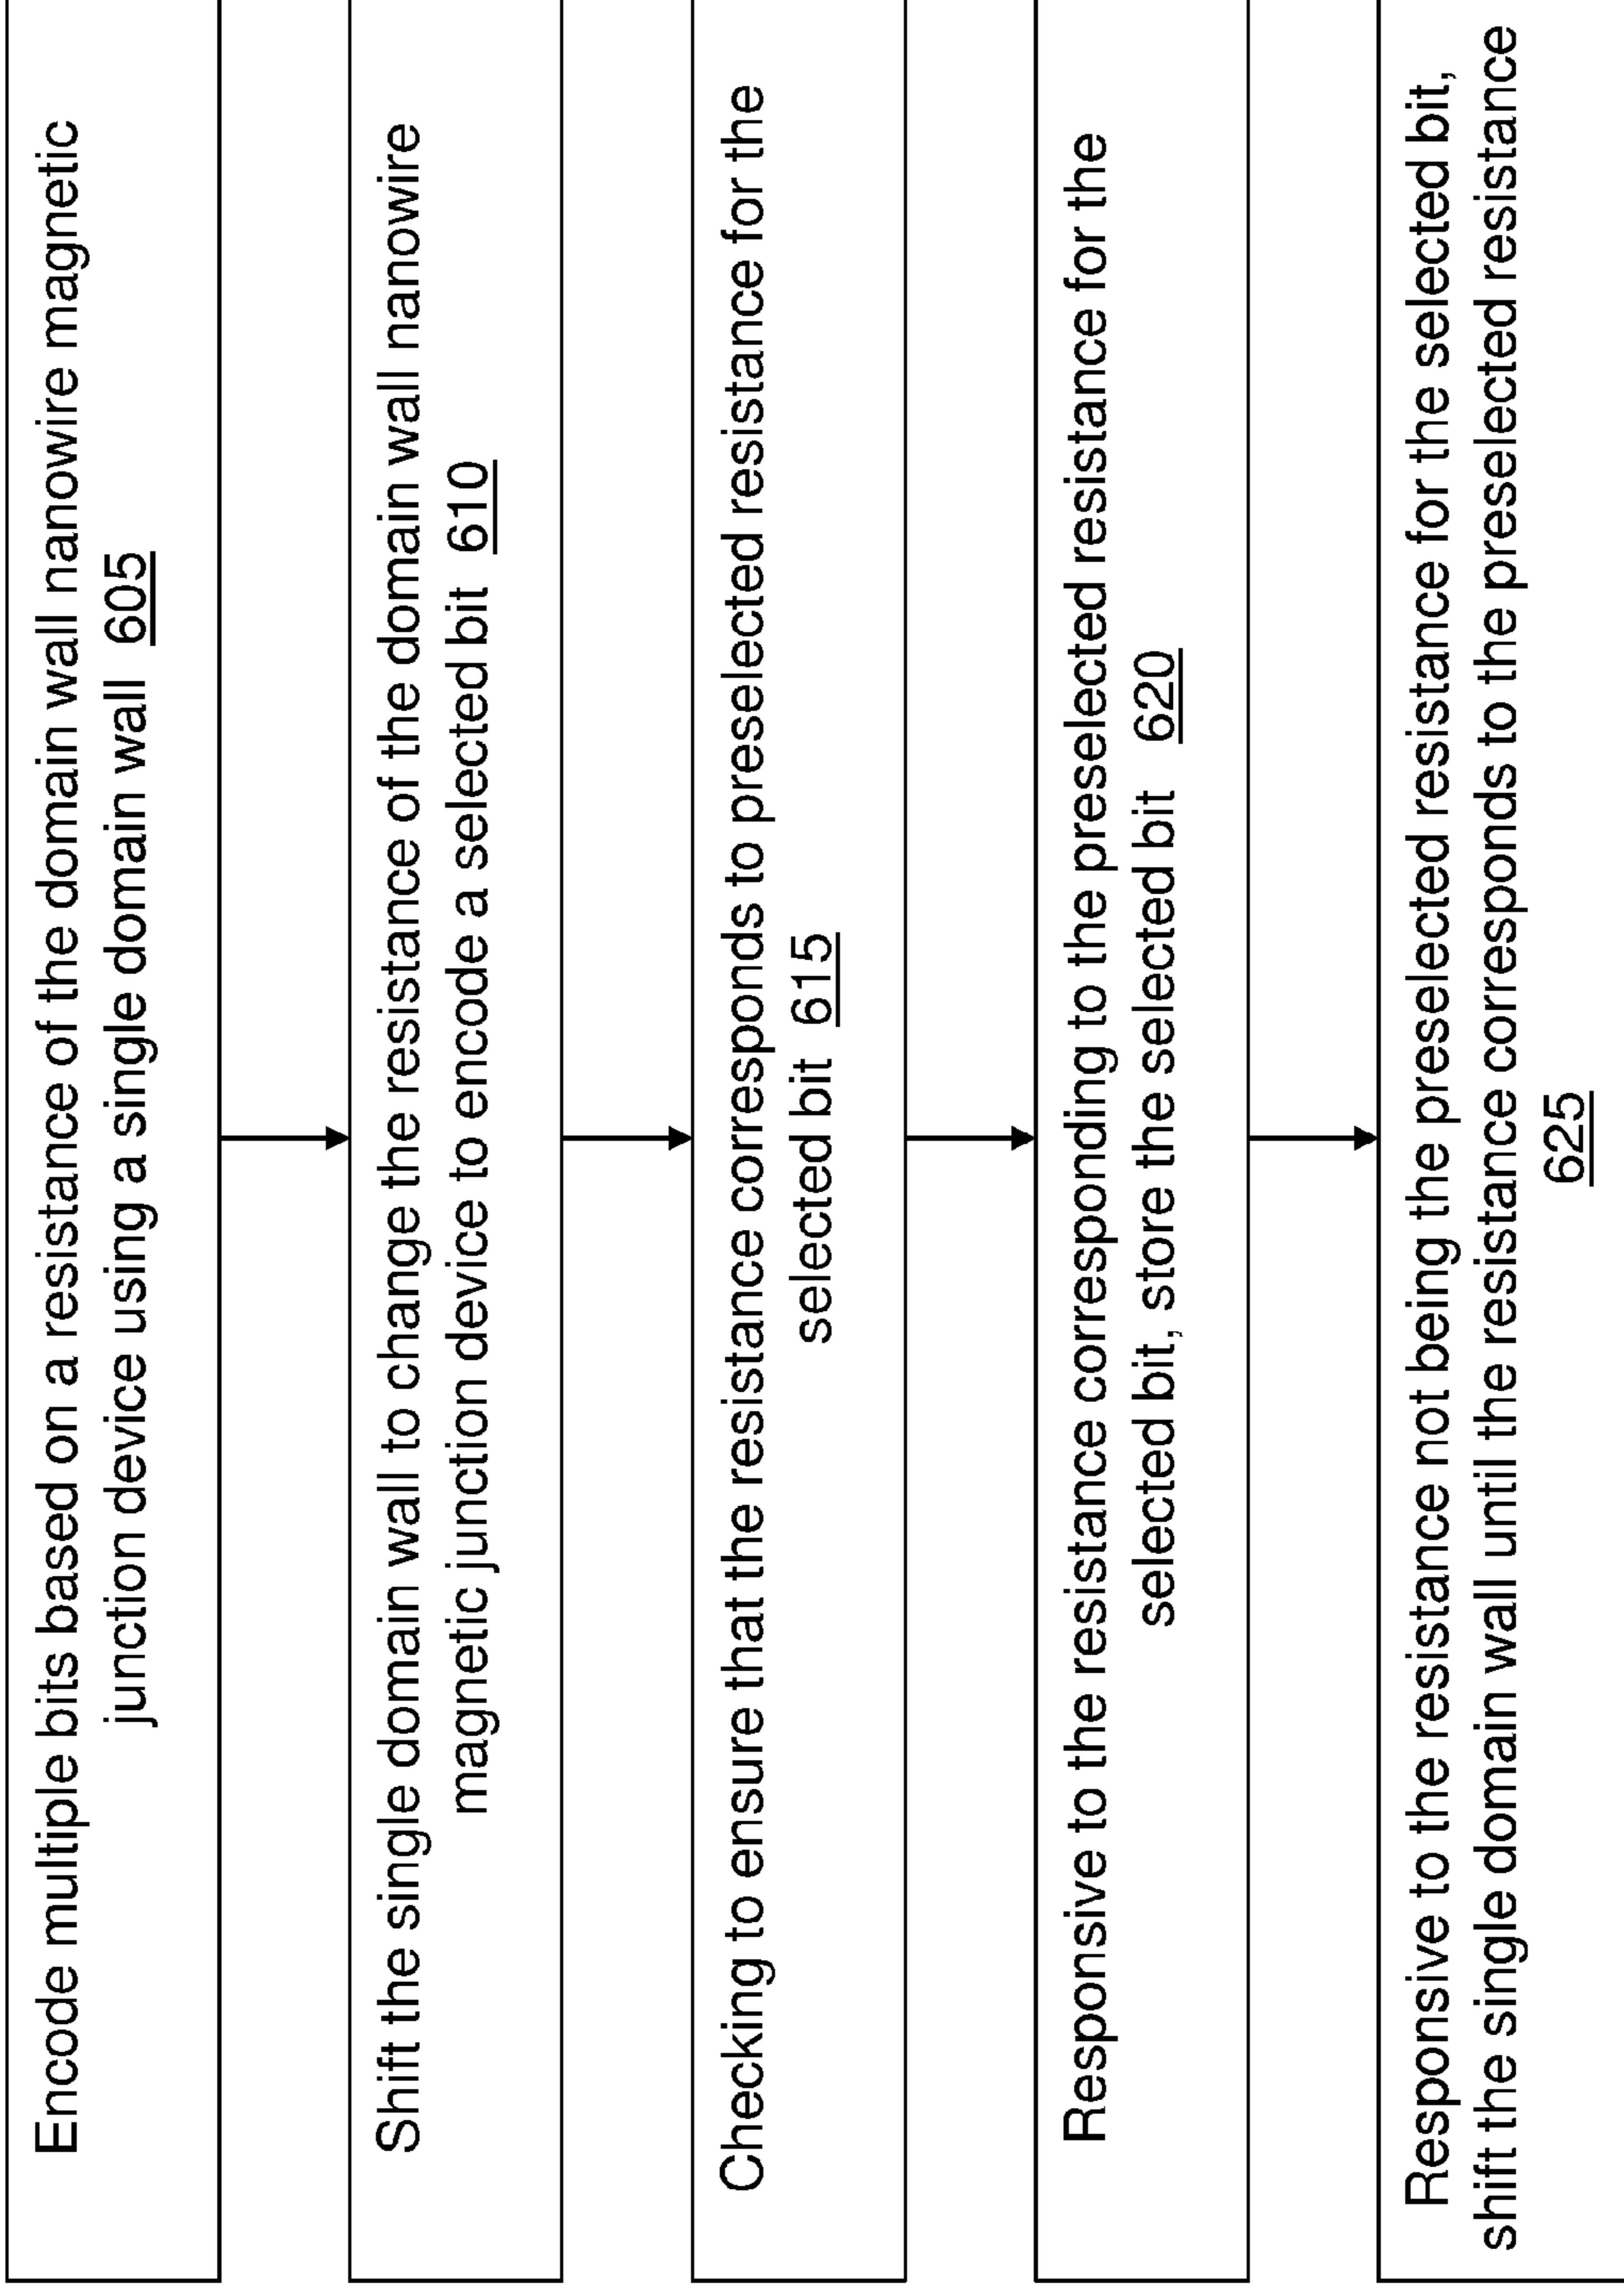 Encode multiple bits based on a resistance of the domain wall nanowire magnetic
junction device using a single domain wall 605
Shift the single domain wall to change the resistance of the domain wall nanowire
magnetic junction device to encode a selected bit 610
Checking to ensure that the resistance corresponds to preselected resistance for the
selected bit 615
Responsive to the resistance corresponding to the preselected resistance for the
selected bit, store the selected bit 620
Responsive to the resistance not being the preselected resistance for the selected bit,
shift the single domain wall until the resistance corresponds to the preselected resistance
625